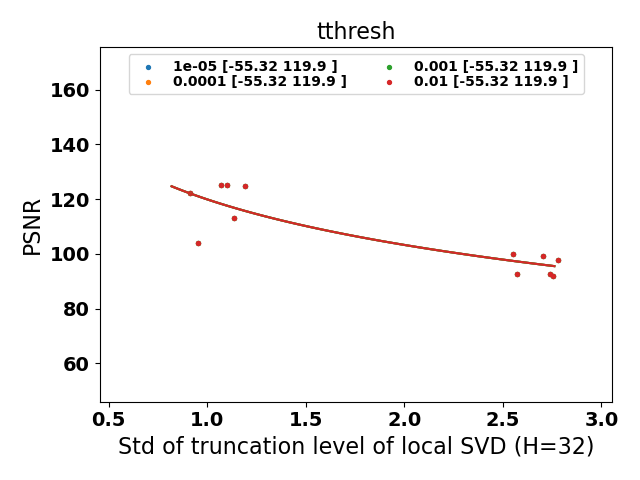 tthresh
1e-05 [-55.32 119.9 ]
0.0001 [-55.32 119.9 ]
0.001 [-55.32 119.9 ]
0.01 [-55.32 119.9 ]
PSNR
160
140
120
100
80
60
0.5 1.0 1.5 2.0 2.5 3.0
Std of truncation level of local SVD (H=32)